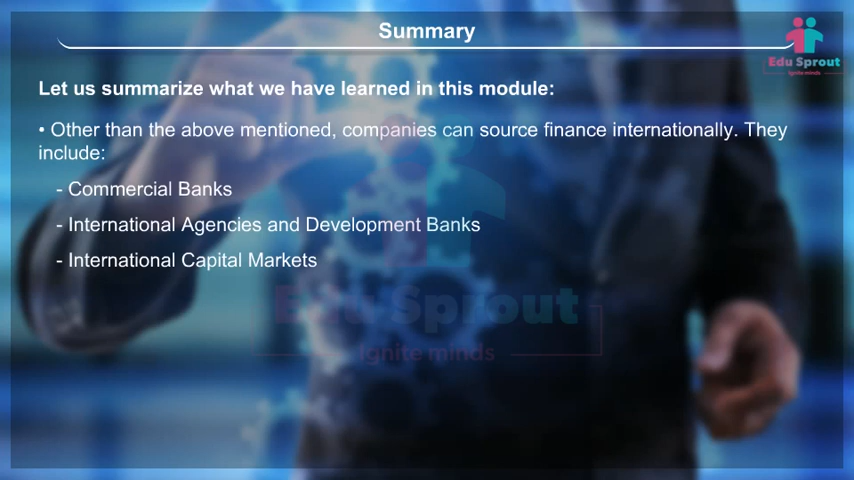 Summary
Edu Sprout
Ignite minds
Let us summarize what we have learned in this module:
• Other than the above mentioned, companies can source finance internationally. They
include:
- Commercial Banks
- International Agencies and Development Banks
- International Capital Markets
Edu Sprout
Ignite minds